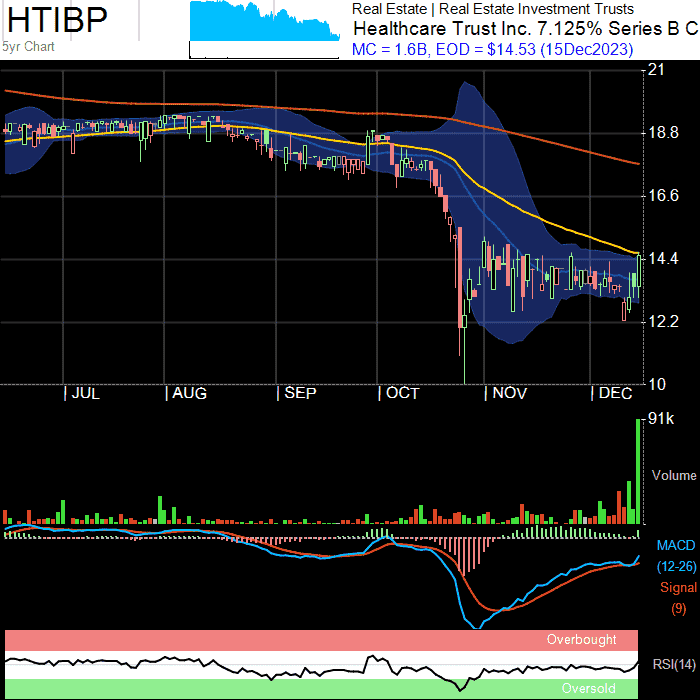 HTIBP
5yr Chart
Real Estate | Real Estate Investment Trusts
Healthcare Trust Inc. 7.125% Series B C
MC = 1.6B, EOD = $14.53 (15Dec2023)
21
18.8
16.6
14.4
12.2
10
JUL AUG SEP OCT NOV DEC
91k
Volume
MACD
(12-26)
Signal
(9)
Overbought
RSI(14)
Oversold